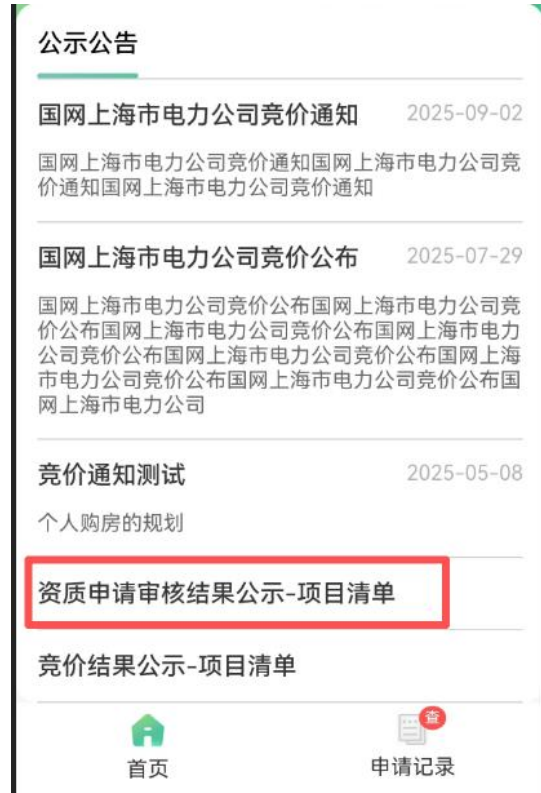 公示公告
国网上海市电力公司竞价通知 2025-09-02
国网上海市电力公司竞价通知国网上海市电力公司竞
价通知国网上海市电力公司竞价通知
国网上海市电力公司竞价公布 2025-07-29
国网上海市电力公司竞价公布国网上海市电力公司竞
价公布国网上海市电力公司竞价公布国网上海市电力
公司竞价公布国网上海市电力公司竞价公布国网上海
市电力公司竞价公布国网上海市电力公司竞价公布国
网上海市电力公司
竞价通知测试 2025-05-08
个人购房的规划
资质申请审核结果公示-项目清单
竞价结果公示-项目清单
查
首页 申请记录